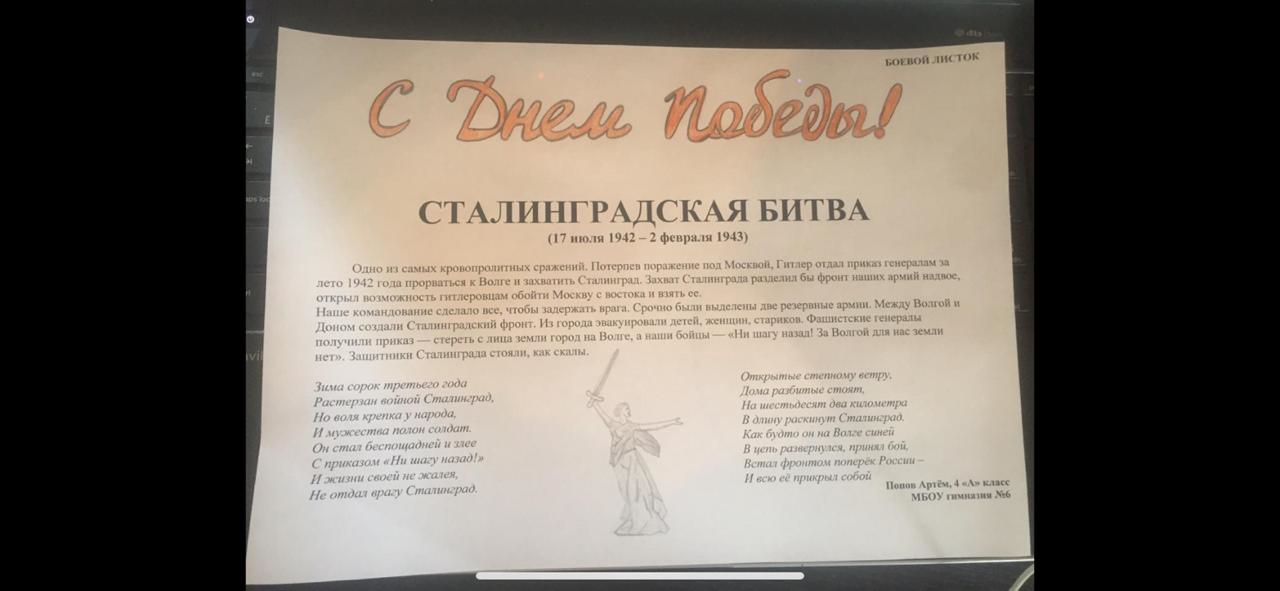 БОЕВОЙ ЛИСТОК
С Днем Победы!
СТАЛИНГРАДСКАЯ БИТВА
(17 июля 1942 – 2 февраля 1943)
Одно из самых кровопролитных сражений. Потерпев поражение под Москвой, Гитлер отдал приказ генералам за
лето 1942 года прорваться к Волге и захватить Сталинград. Захват Сталинграда разделил бы фронт наших армий надвое,
открыл возможность гитлеровцам обойти Москву с востока и взять ее.
Наше командование сделало все, чтобы задержать врага. Срочно были выделены две резервные армии. Между Волгой и
Доном создали Сталинградский фронт. Из города эвакуировали детей, женщин, стариков. Фашистские генералы
получили приказ — стереть с лица земли город на Волге, а наши бойцы — «Ни шагу назад! За Волгой для нас земли
нет». Защитники Сталинграда стояли, как скалы.
Зима сорок третьего года
Растерзан войной Сталинград,
Но воля крепка у народа,
И мужества полон солдат.
Он стал беспощадней и злее
С приказом «Ни шагу назад!»
И жизни своей не жалея,
Не отдал врагу Сталинград.
Открытые степному ветру,
Дома разбитые стоят,
На шестьдесят два километра
В длину раскинут Сталинград.
Как будто он на Волге синей
В цепь развернулся, принял бой,
Встал фронтом поперёк России –
И всю её прикрыл собой
Попов Артём, 4 «А» класс
МБОУ гимназия №6
esc
dts